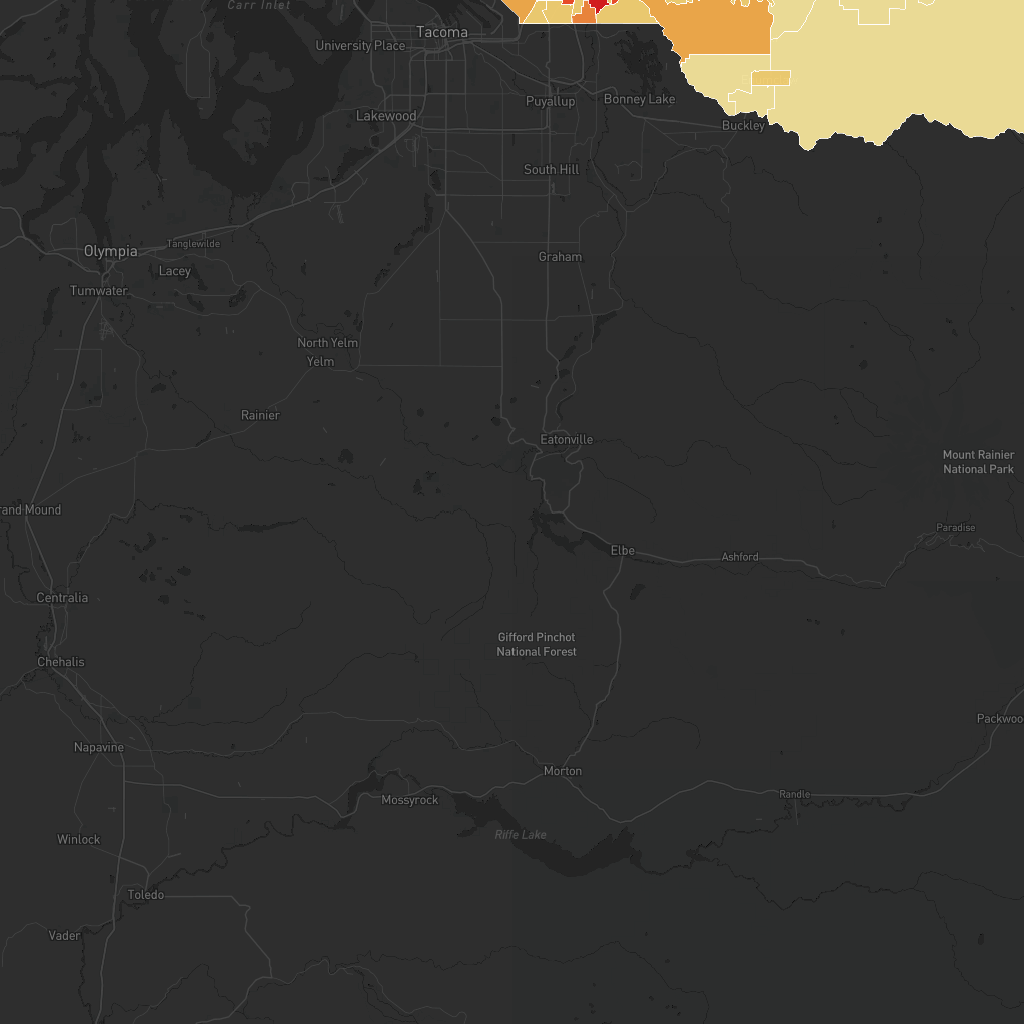 Carr Inlet
Tacoma
University Place
Puyallup
Bonney Lake
Lakewood
Buckley
South Hill
Tanglewilde
Olympia
Graham
Lacey
Tumwater
North Yelm
Yelm
Rainier
Eatonville
Mount Rainier
National Park
rand Mound
Paradise
Elbe
Ashford
Centralia
Gifford Pinchot
National Forest
Chehalis
Packwoo
Napavine
Morton
Randle
Mossyrock
Riffe Lake
Winlock
Toledo
Vader